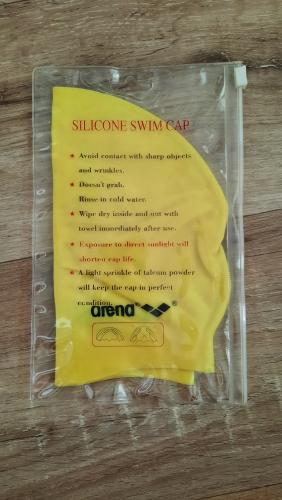 SILICONE SWIM CAP
★ Avoid contact with sharp objects
and wrinkles.
★ Doesn't grab.
Rinse in cold water.
★ Wipe dry inside and out with
towel immediately after use.
★ Exposure to direct sunlight will
shorten cap life.
★ A light sprinkle of talcum powder
will keep the cap in perfect
condition.
arena® ®